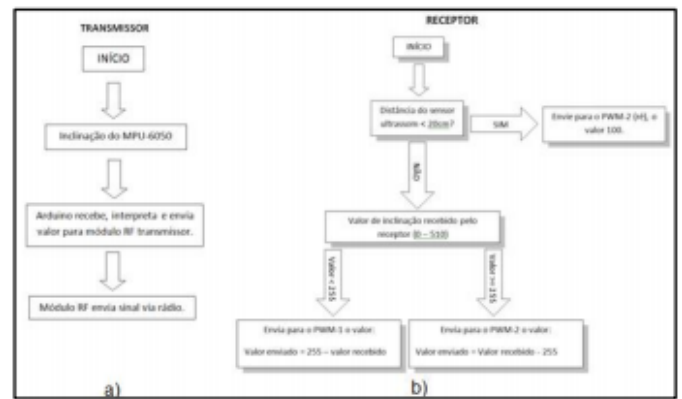 TRANSMISSOR
INÍCIO
Inclinação do MPU-6050
Arduino recebe, interpreta e envia
valor para módulo RF transmissor.
Módulo RF envia sinal via rádio.
a)
RECEPTOR
INÍCIO
Distância do sensor
ultrassom < 20cm?
SIM
Envie para o PWM-2 (ré), o
valor 100.
NÃO
Valor de inclinação recebido pelo
receptor (0 – 510)
Valor < 255
Valor >= 255
Envia para o PWM-1 o valor:
Valor enviado = 255 – valor recebido
Envia para o PWM-2 o valor:
Valor enviado = Valor recebido - 255
b)